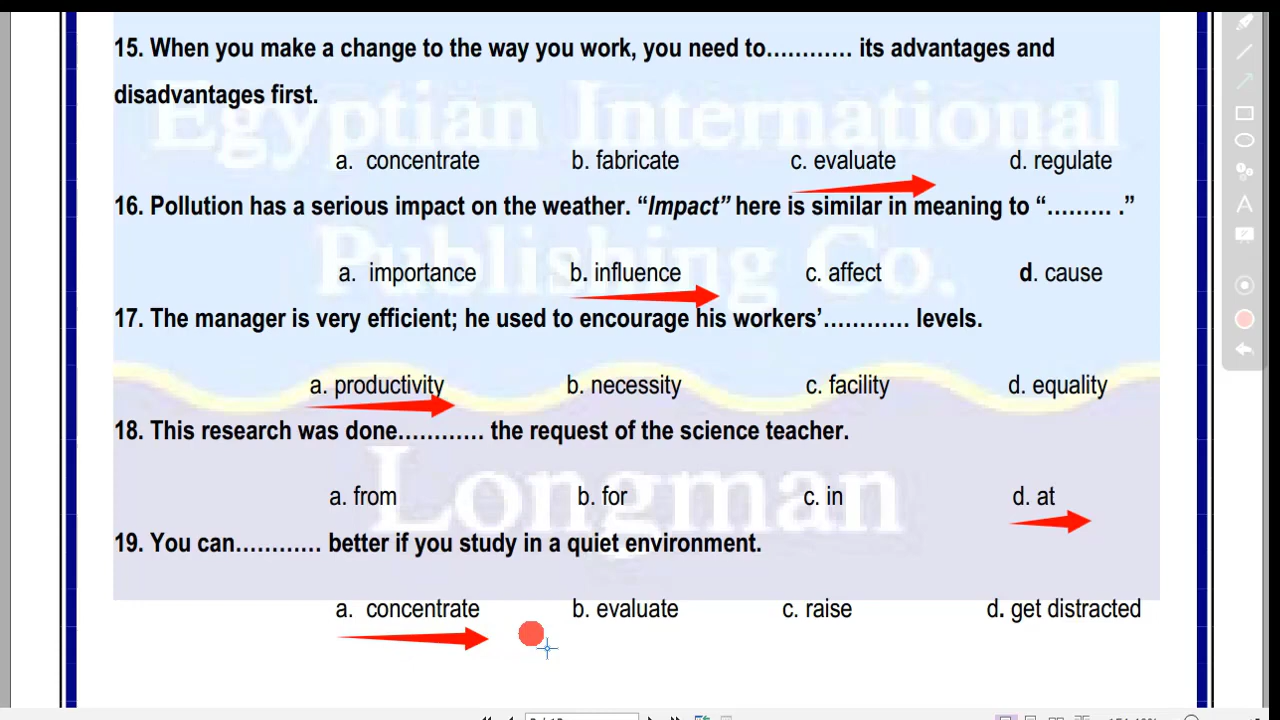 15. When you make a change to the way you work, you need to………… its advantages and
disadvantages first.
a. concentrate b. fabricate c. evaluate d. regulate
16. Pollution has a serious impact on the weather. “Impact” here is similar in meaning to “……… .”
a. importance b. influence c. affect d. cause
17. The manager is very efficient; he used to encourage his workers’………… levels.
a. productivity b. necessity c. facility d. equality
18. This research was done………… the request of the science teacher.
a. from b. for c. in d. at
19. You can………… better if you study in a quiet environment.
a. concentrate b. evaluate c. raise d. get distracted
Egyptian International
Publishing Co.
Longman
A